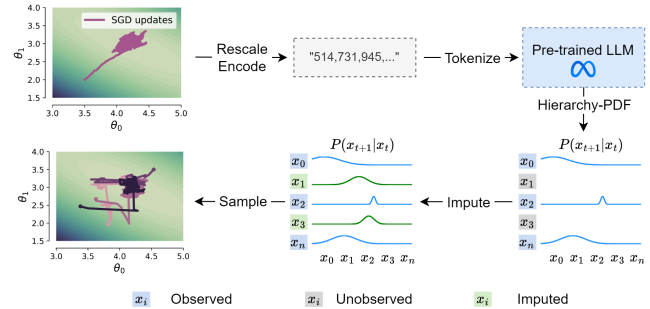 4.0
3.5
3.0
2.5
2.0
1.5
θ₁
SGD updates
3.0 3.5 4.0 4.5 5.0
θ₀
Rescale
Encode
"514,731,945,..."
Tokenize
Pre-trained LLM
Hierarchy-PDF
P(xₜ₊₁|xₜ)
x₀
x₁
x₂
x₃
xₙ
x₀ x₁ x₂ x₃ xₙ
Impute
P(xₜ₊₁|xₜ)
x₀
x₁
x₂
x₃
xₙ
x₀ x₁ x₂ x₃ xₙ
Sample
4.0
3.5
3.0
2.5
2.0
1.5
θ₁
3.0 3.5 4.0 4.5 5.0
θ₀
xᵢ Observed
xᵢ Unobserved
xᵢ Imputed